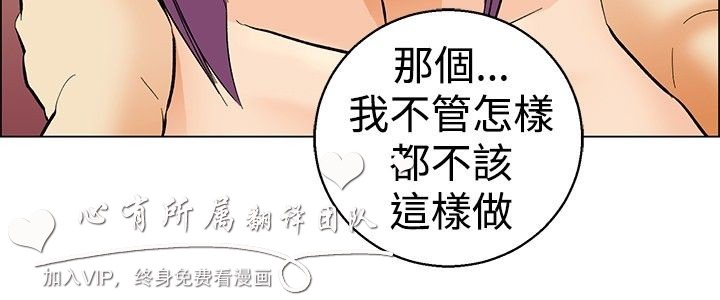 那個...
我不管怎樣
都不該
這樣做
心有所属翻译团队
加入VIP，终身免费看漫画